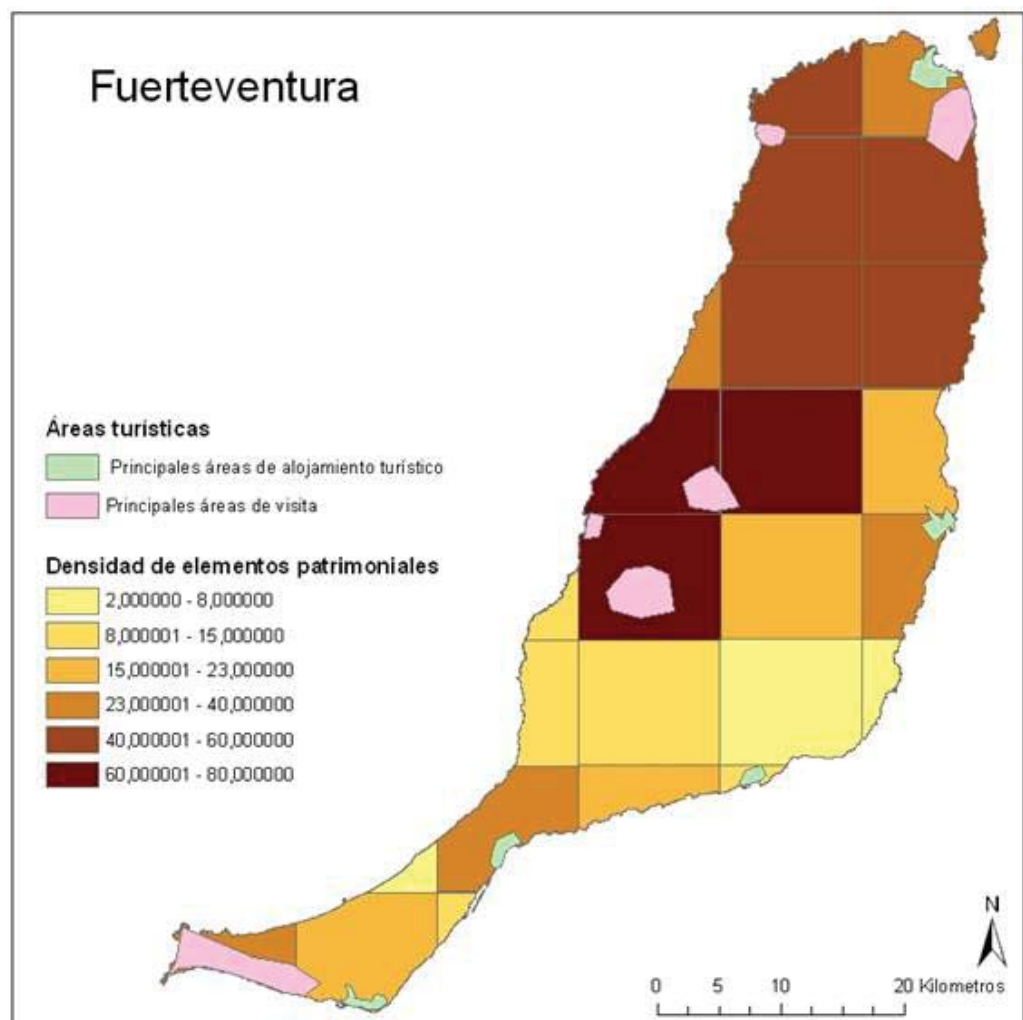 Fuerteventura
Áreas turísticas
Principales áreas de alojamiento turístico
Principales áreas de visita
Densidad de elementos patrimoniales
2,000000 - 8,000000
8,000001 - 15,000000
15,000001 - 23,000000
23,000001 - 40,000000
40,000001 - 60,000000
60,000001 - 80,000000
N
0 5 10 20 Kilometros